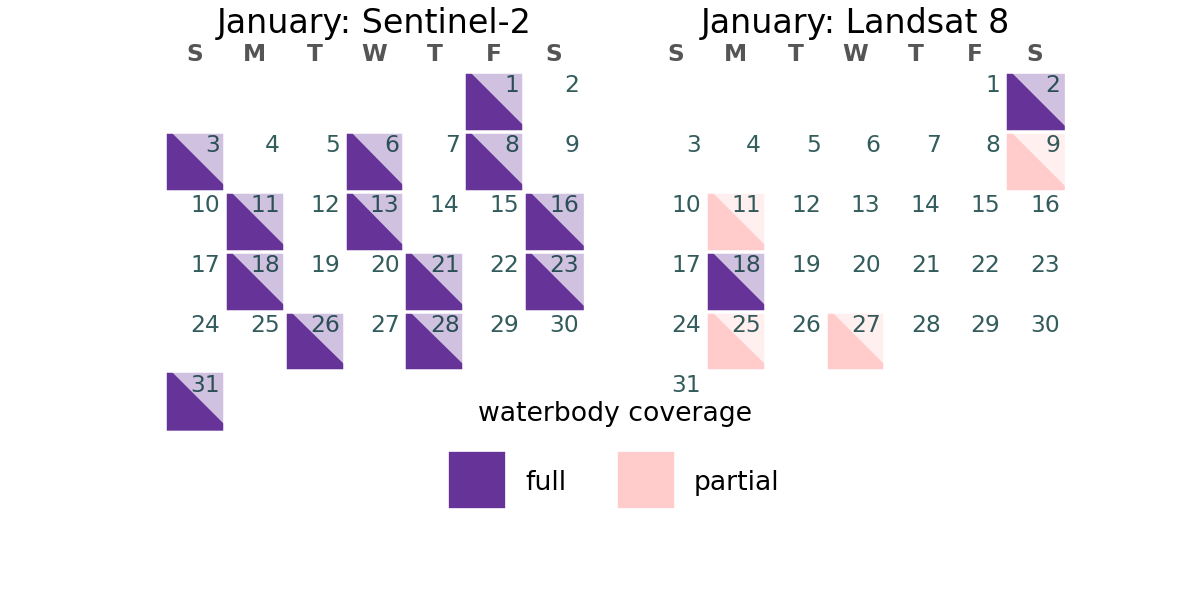 January: Sentinel-2
S M T W T F S
1 2
3 4 5 6 7 8 9
10 11 12 13 14 15 16
17 18 19 20 21 22 23
24 25 26 27 28 29 30
31
January: Landsat 8
S M T W T F S
1 2
3 4 5 6 7 8 9
10 11 12 13 14 15 16
17 18 19 20 21 22 23
24 25 26 27 28 29 30
31
waterbody coverage
full
partial